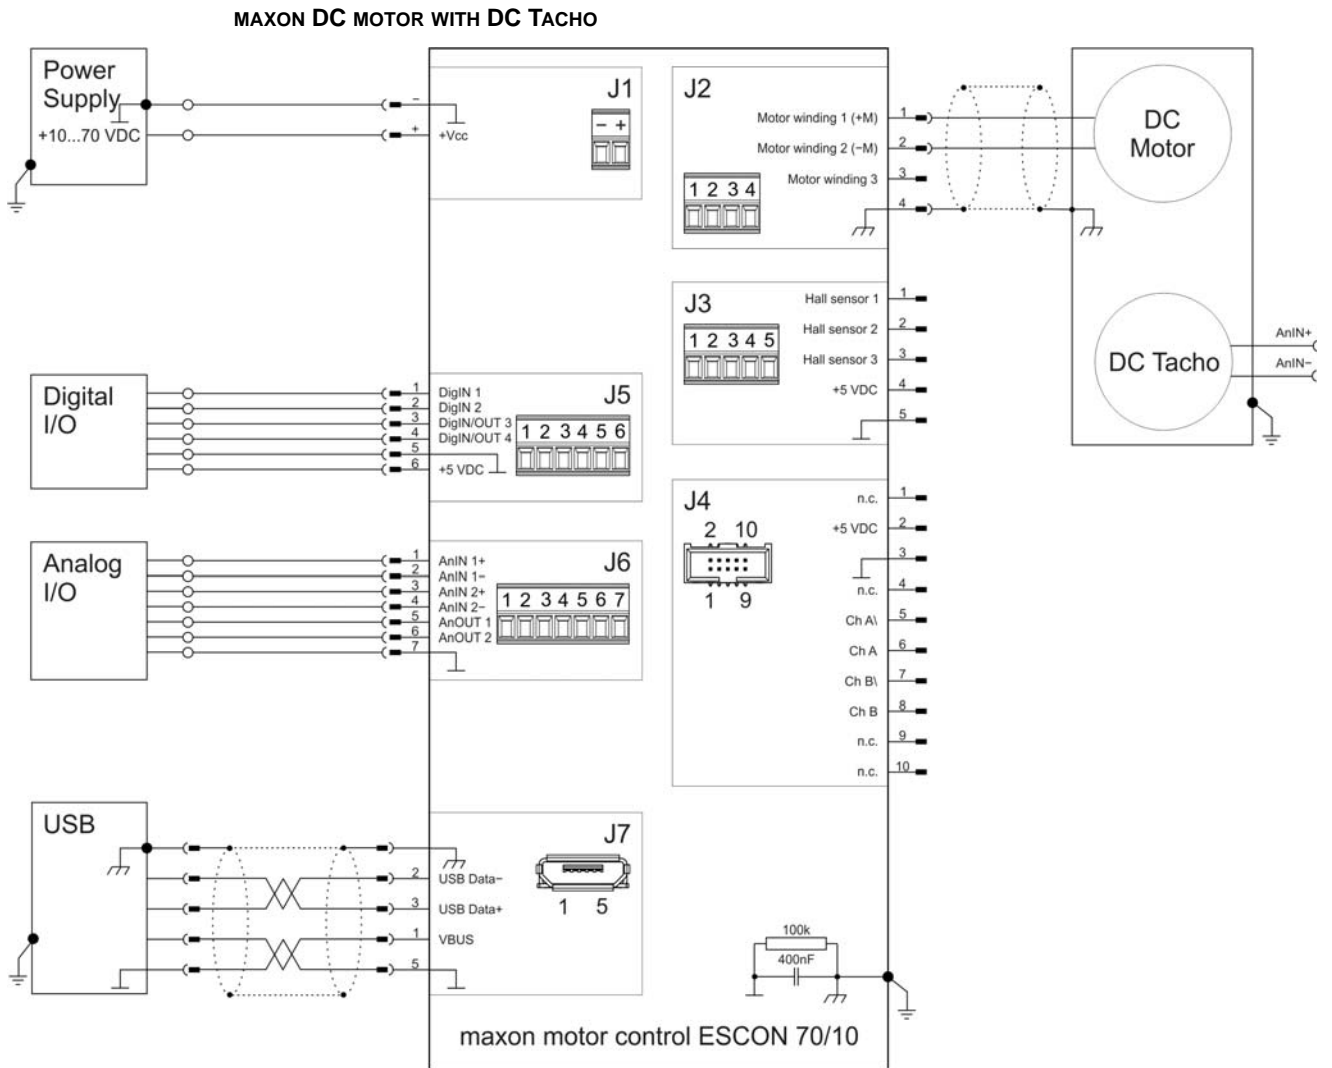 MAXON DC MOTOR WITH DC TACHO
Power
Supply
+10...70 VDC
−
+
+Vcc
J1
− +
J2
Motor winding 1 (+M) 1
Motor winding 2 (−M) 2
Motor winding 3 3
4
1 2 3 4
DC
Motor
J3
Hall sensor 1 1
Hall sensor 2 2
Hall sensor 3 3
+5 VDC 4
5
1 2 3 4 5
DC Tacho
AnIN+
AnIN−
Digital
I/O
1 DigIN 1
2 DigIN 2
3 DigIN/OUT 3
4 DigIN/OUT 4
5
6 +5 VDC
J5
1 2 3 4 5 6
Analog
I/O
1 AnIN 1+
2 AnIN 1−
3 AnIN 2+
4 AnIN 2−
5 AnOUT 1
6 AnOUT 2
7
J6
1 2 3 4 5 6 7
J4
2 10
1 9
n.c. 1
+5 VDC 2
3
n.c. 4
Ch A\ 5
Ch A 6
Ch B\ 7
Ch B 8
n.c. 9
n.c. 10
USB
2 USB Data−
3 USB Data+
1 VBUS
5
J7
1 5
100k
400nF
maxon motor control ESCON 70/10